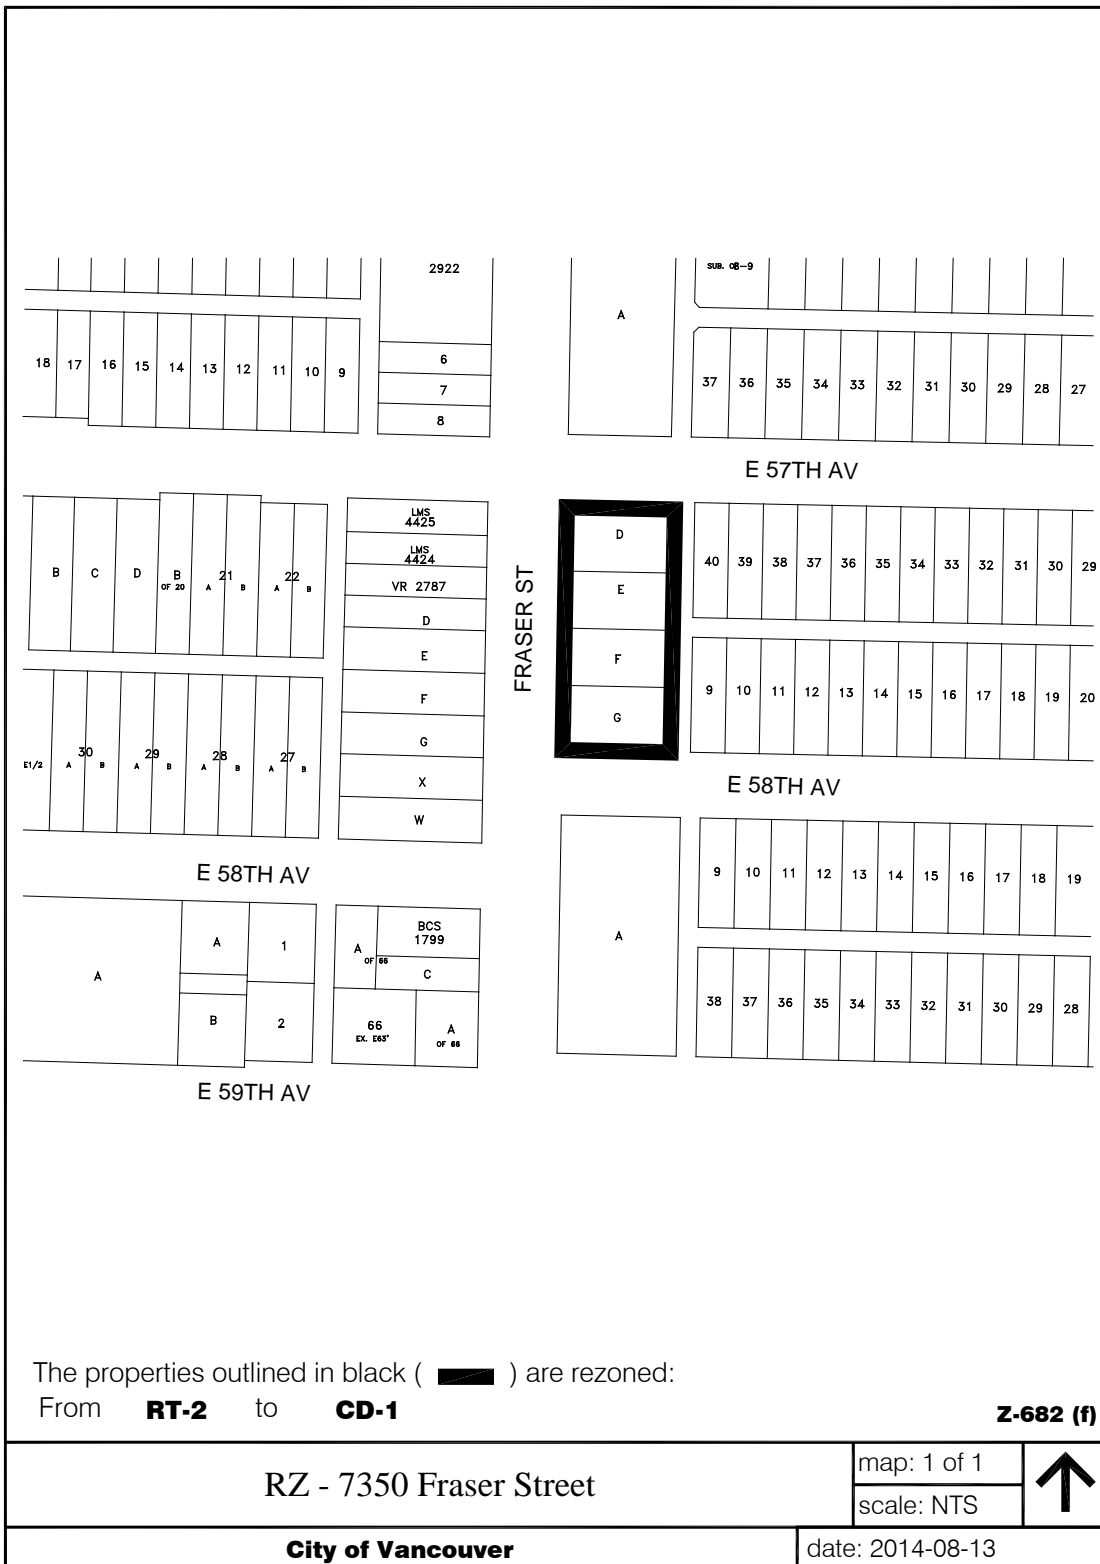 2922
SUB. OF 8-9
A
6
18 17 16 15 14 13 12 11 10 9
7
37 36 35 34 33 32 31 30 29 28 27
8
E 57TH AV
LMS
4425
D
LMS
4424
B C D B 21 22
OF 20 A B A B
VR 2787
40 39 38 37 36 35 34 33 32 31 30 29
E
D
FRASER ST
E
F
9 10 11 12 13 14 15 16 17 18 19 20
F
G
G
30 29 28 27
E1/2 A B A B A B A B
X
E 58TH AV
W
E 58TH AV
9 10 11 12 13 14 15 16 17 18 19
BCS
1799
A
OF 66
A 1
A
A
C
38 37 36 35 34 33 32 31 30 29 28
B 2
66
EX. E63'
A
OF 66
E 59TH AV
The properties outlined in black ( ) are rezoned:
From RT-2 to CD-1
Z-682 (f)
RZ - 7350 Fraser Street
map: 1 of 1
scale: NTS
City of Vancouver
date: 2014-08-13